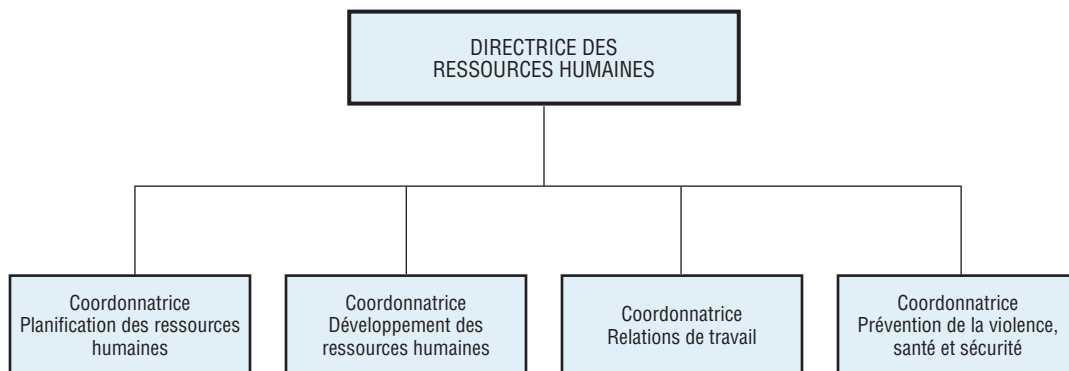 DIRECTRICE DES
RESSOURCES HUMAINES
Coordonnatrice
Planification des ressources
humaines
Coordonnatrice
Développement des
ressources humaines
Coordonnatrice
Relations de travail
Coordonnatrice
Prévention de la violence,
santé et sécurité